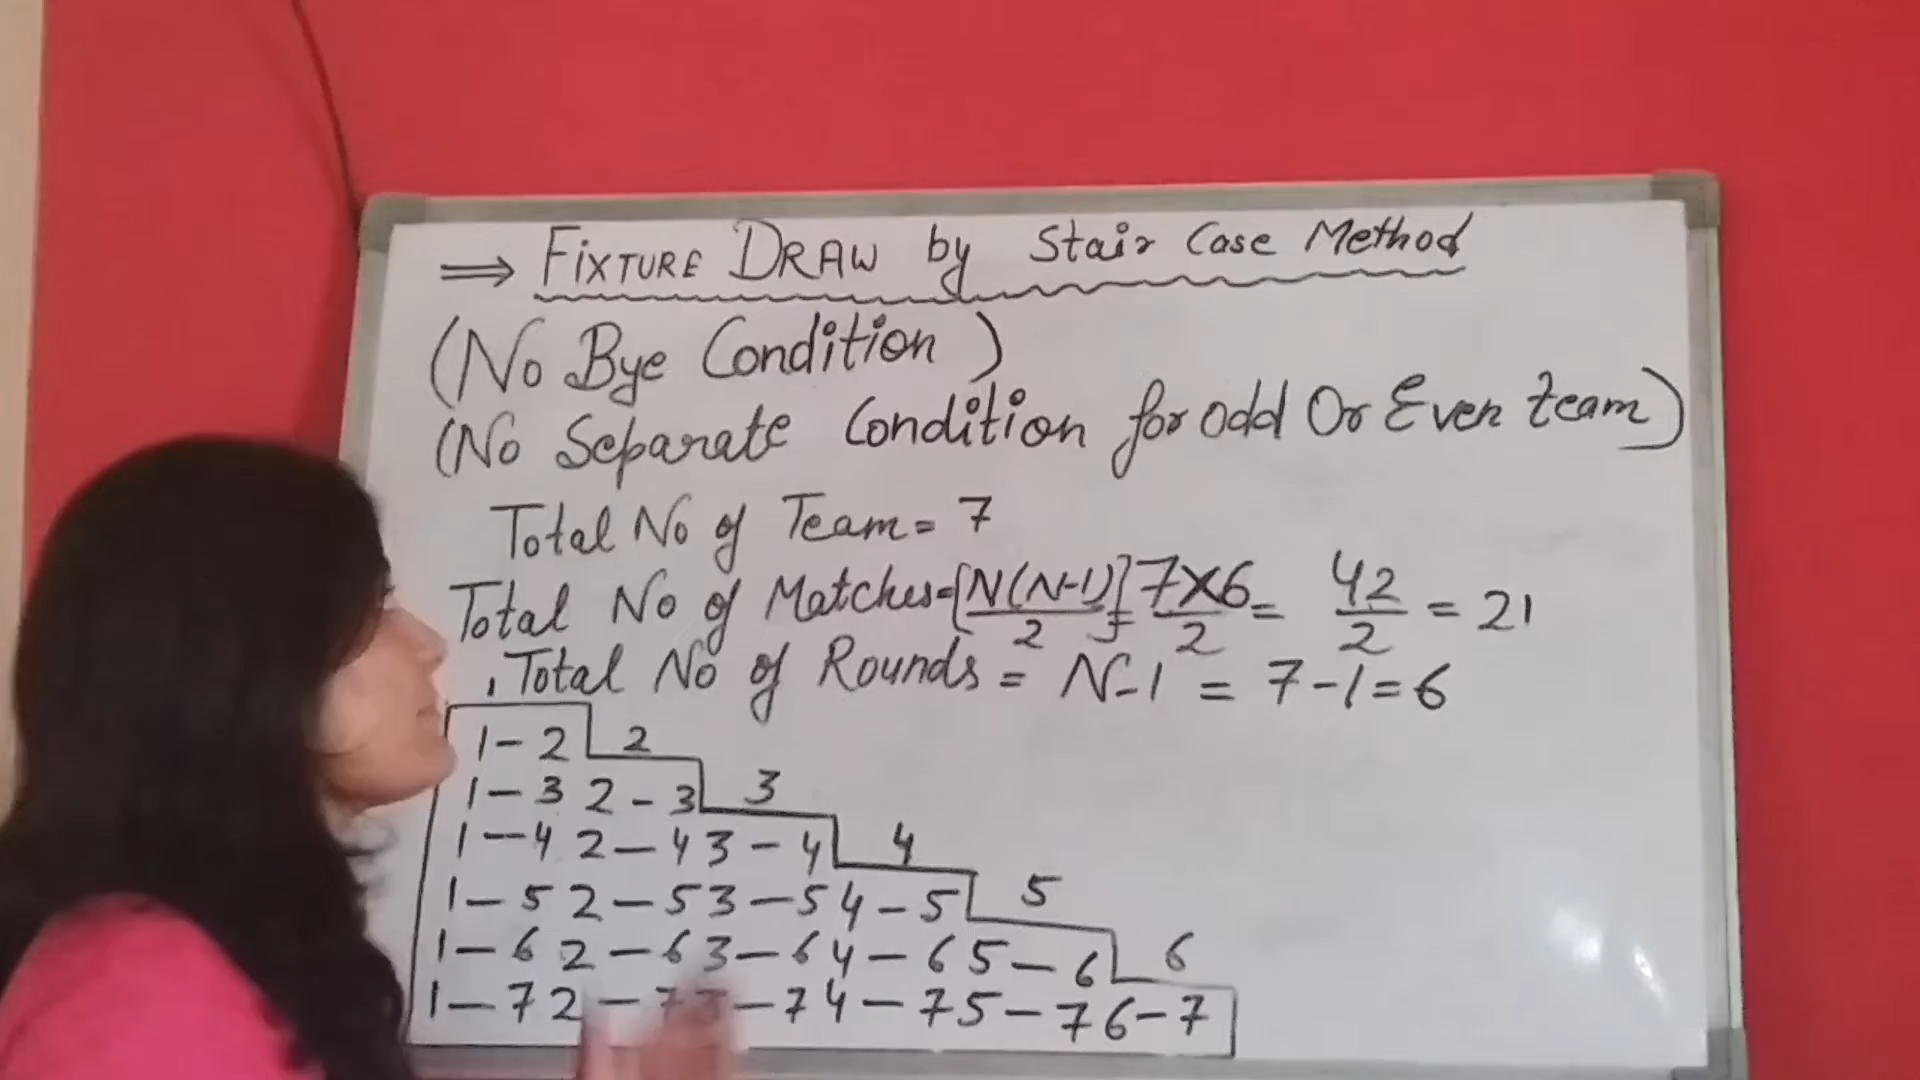 ⇒ FIXTURE DRAW by Stair Case Method
(No Bye Condition)
(No Separate Condition for odd Or Even team)
Total No of Team = 7
Total No of Matches = [N(N-1)/2] = 7×6/2 = 42/2 = 21
Total No of Rounds = N-1 = 7-1=6
1-2 2
1-3 2-3 3
1-4 2-4 3-4 4
1-5 2-5 3-5 4-5 5
1-6 2-6 3-6 4-6 5-6 6
1-7 2-7 3-7 4-7 5-7 6-7